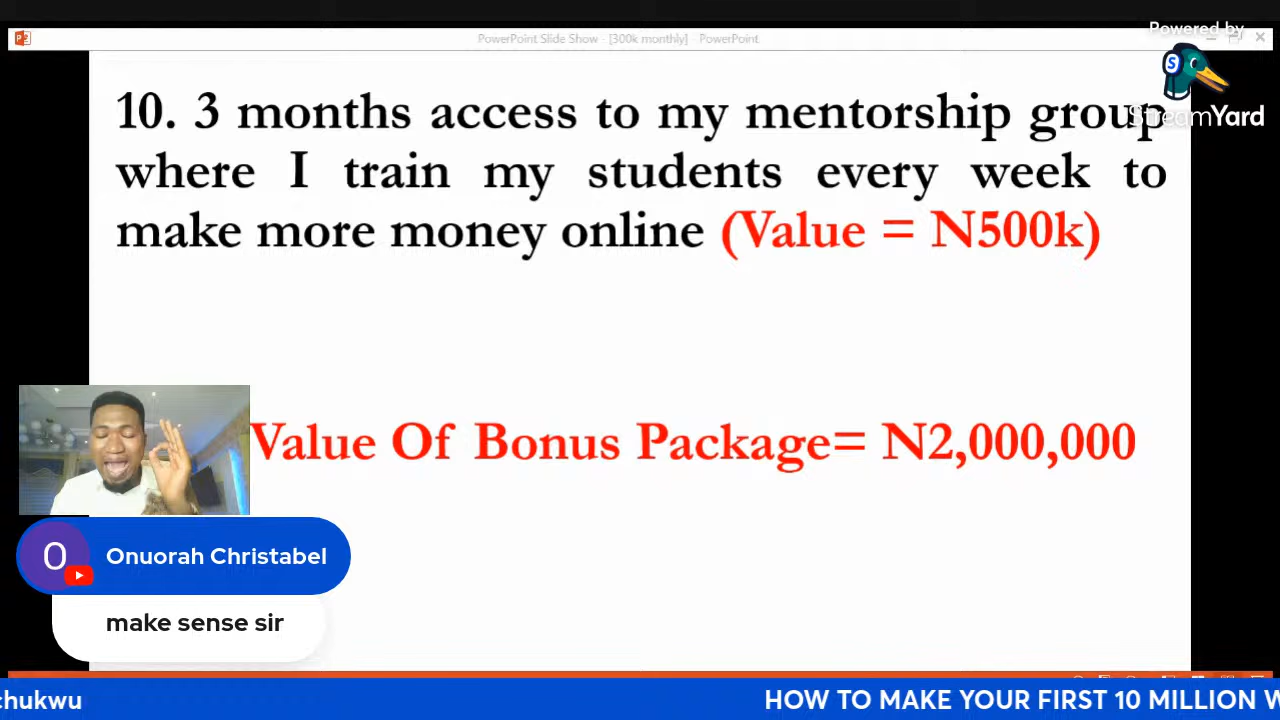 Powered by
PowerPoint Slide Show - [300k monthly] - PowerPoint
StreamYard
10. 3 months access to my mentorship group
where I train my students every week to
make more money online (Value = N500k)
Value Of Bonus Package= N2,000,000
O
Onuorah Christabel
make sense sir
chukwu
HOW TO MAKE YOUR FIRST 10 MILLION W